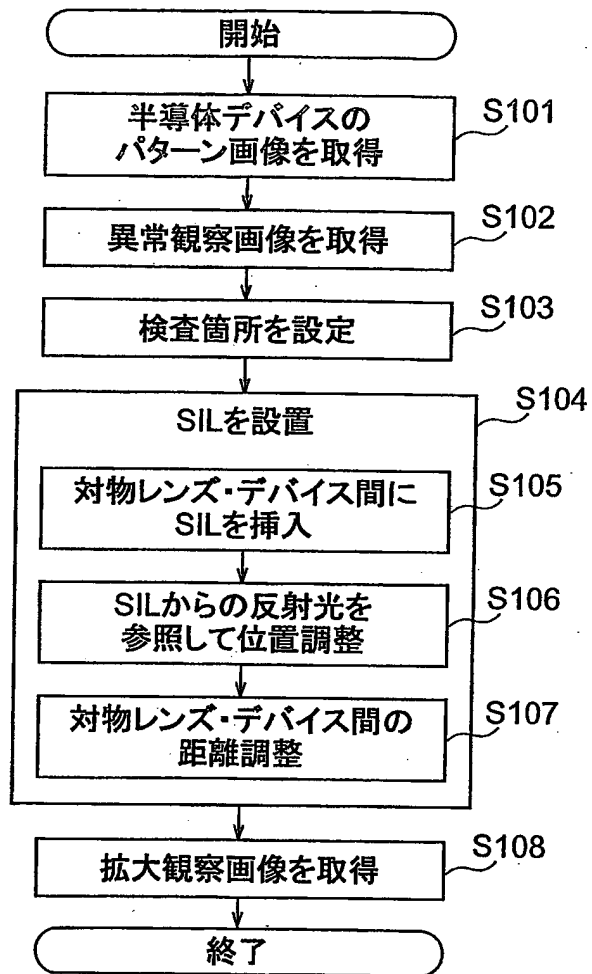 開始
半導体デバイスの
パターン画像を取得
S101
異常観察画像を取得
S102
検査箇所を設定
S103
SILを設置
S104
対物レンズ・デバイス間に
SILを挿入
S105
SILからの反射光を
参照して位置調整
S106
対物レンズ・デバイス間の
距離調整
S107
拡大観察画像を取得
S108
終了